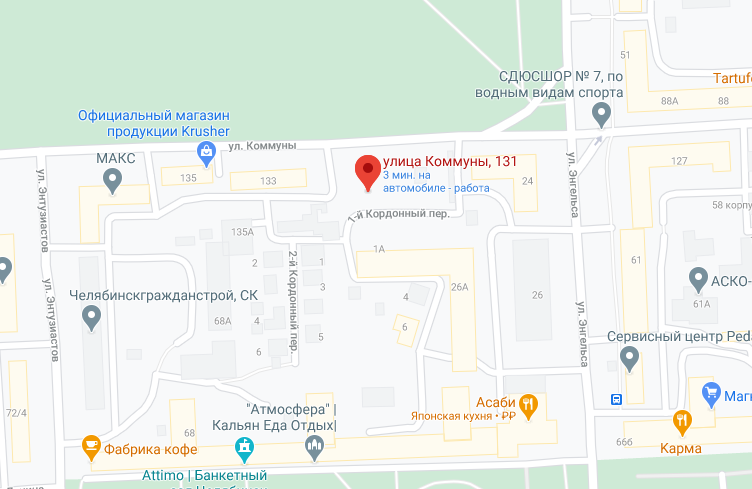 51
СДЮСШОР № 7, по
водным видам спорта
Tartufo
88А
88
Официальный магазин
продукции Krusher
ул. Коммуны
МАКС
135
133
улица Коммуны, 131
3 мин. на
автомобиле - работа
24
127
ул. Энтузиастов
ул. Энгельса
1-й Кордонный пер.
58 корпу
135А
1А
61
2
1
2-й Кордонный пер.
3
26А
26
АСКО-
Челябинскгражданстрой, СК
4
61А
ул. Энтузиастов
68А
4
5
6
ул. Энгельса
6
Сервисный центр Peda
72/4
68
"Атмосфера" |
Кальян Еда Отдых|
Асаби
Японская кухня • ₽₽
Магн
Фабрика кофе
66б
Карма
Attimo | Банкетный
зал Челябинск